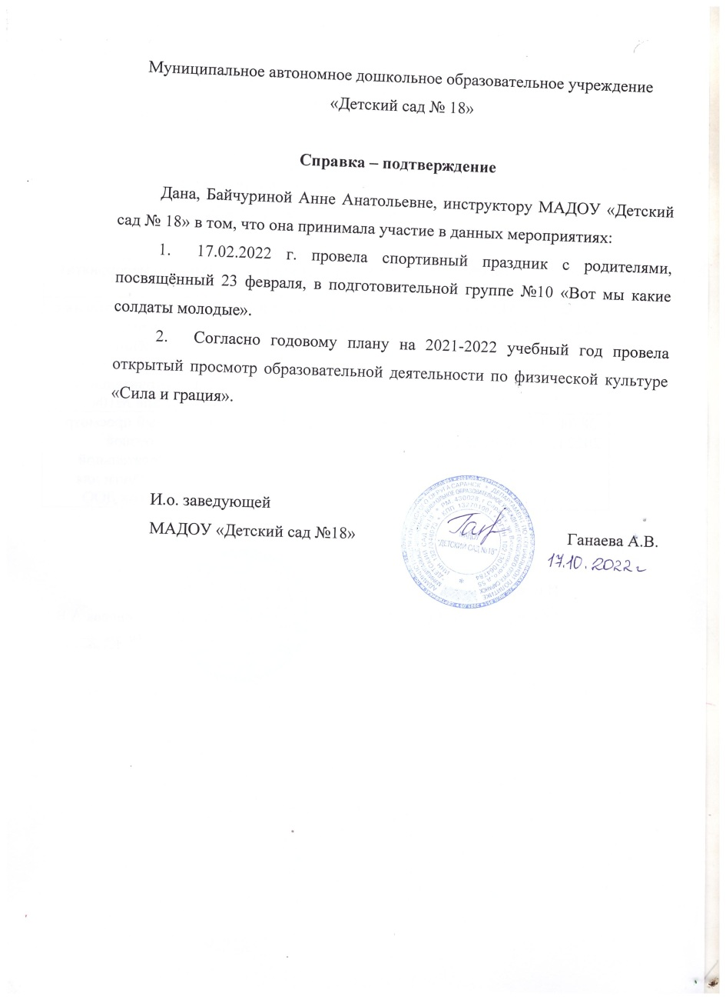 Муниципальное автономное дошкольное образовательное учреждение
«Детский сад № 18»
Справка – подтверждение
Дана, Байчуриной Анне Анатольевне, инструктору МАДОУ «Детский
сад № 18» в том, что она принимала участие в данных мероприятиях:
1. 17.02.2022 г. провела спортивный праздник с родителями,
посвящённый 23 февраля, в подготовительной группе №10 «Вот мы какие
солдаты молодые».
2. Согласно годовому плану на 2021-2022 учебный год провела
открытый просмотр образовательной деятельности по физической культуре
«Сила и грация».
И.о. заведующей
МАДОУ «Детский сад №18»
"ДЕТСКИЙ САД №18"
Ганаева А.В.
17.10.2022 г